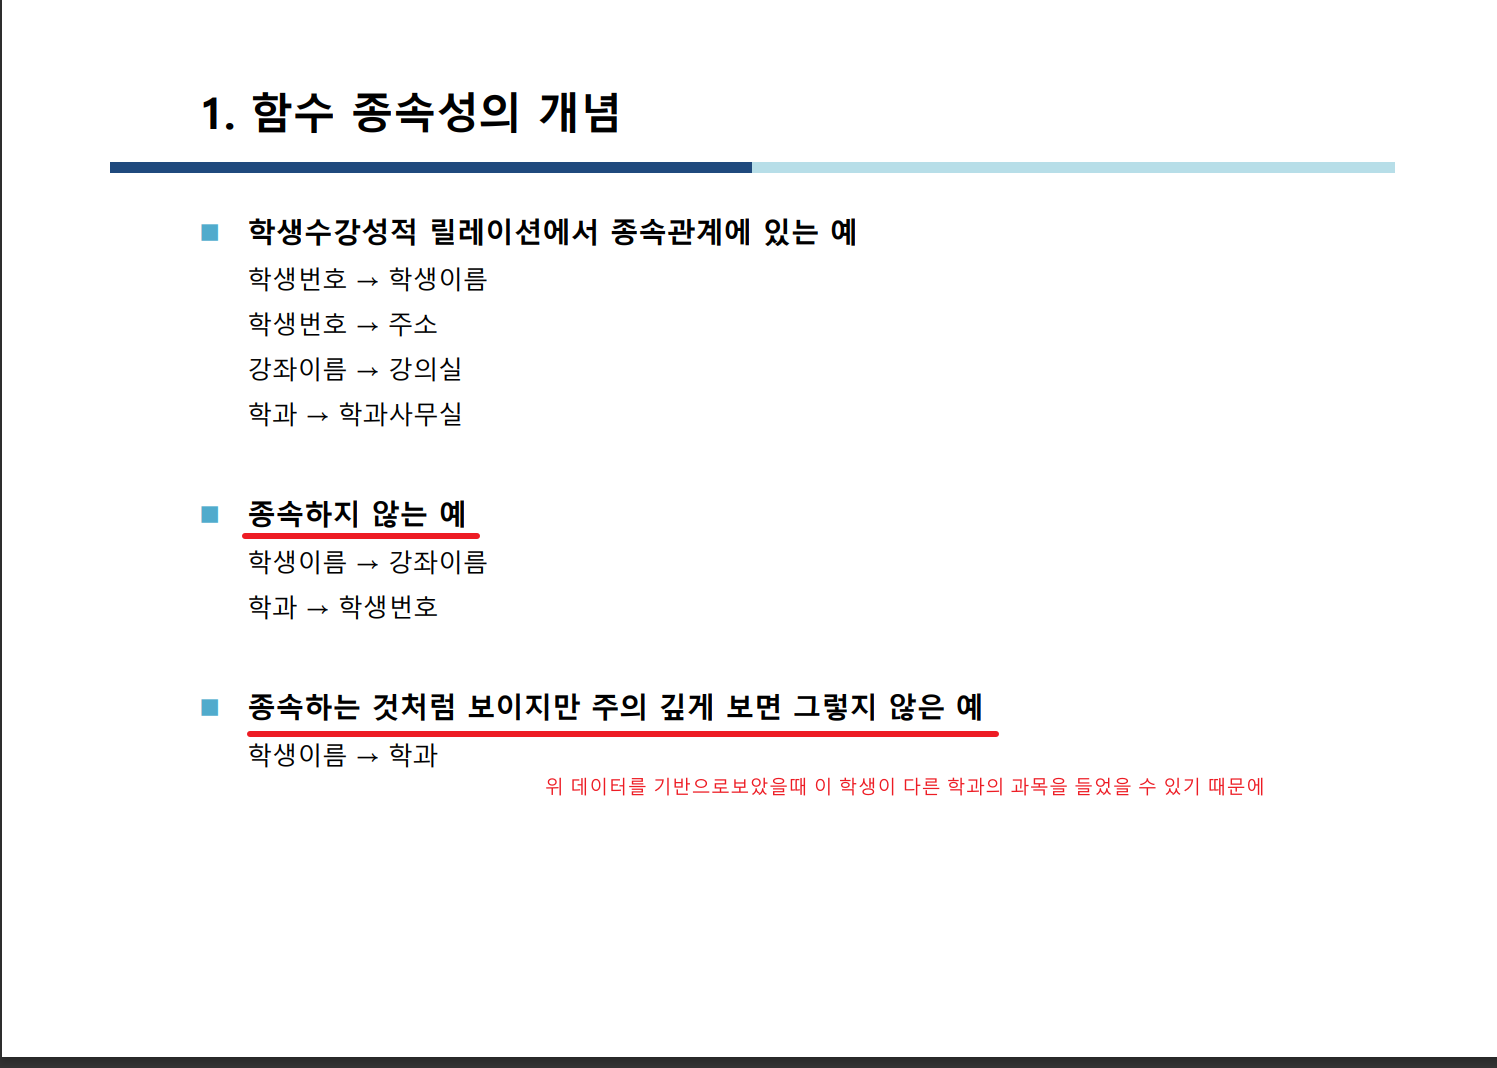 1. 함수 종속성의 개념
■ 학생수강성적 릴레이션에서 종속관계에 있는 예
학생번호 → 학생이름
학생번호 → 주소
강좌이름 → 강의실
학과 → 학과사무실
■ 종속하지 않는 예
학생이름 → 강좌이름
학과 → 학생번호
■ 종속하는 것처럼 보이지만 주의 깊게 보면 그렇지 않은 예
학생이름 → 학과
위 데이터를 기반으로보았을때 이 학생이 다른 학과의 과목을 들었을 수 있기 때문에